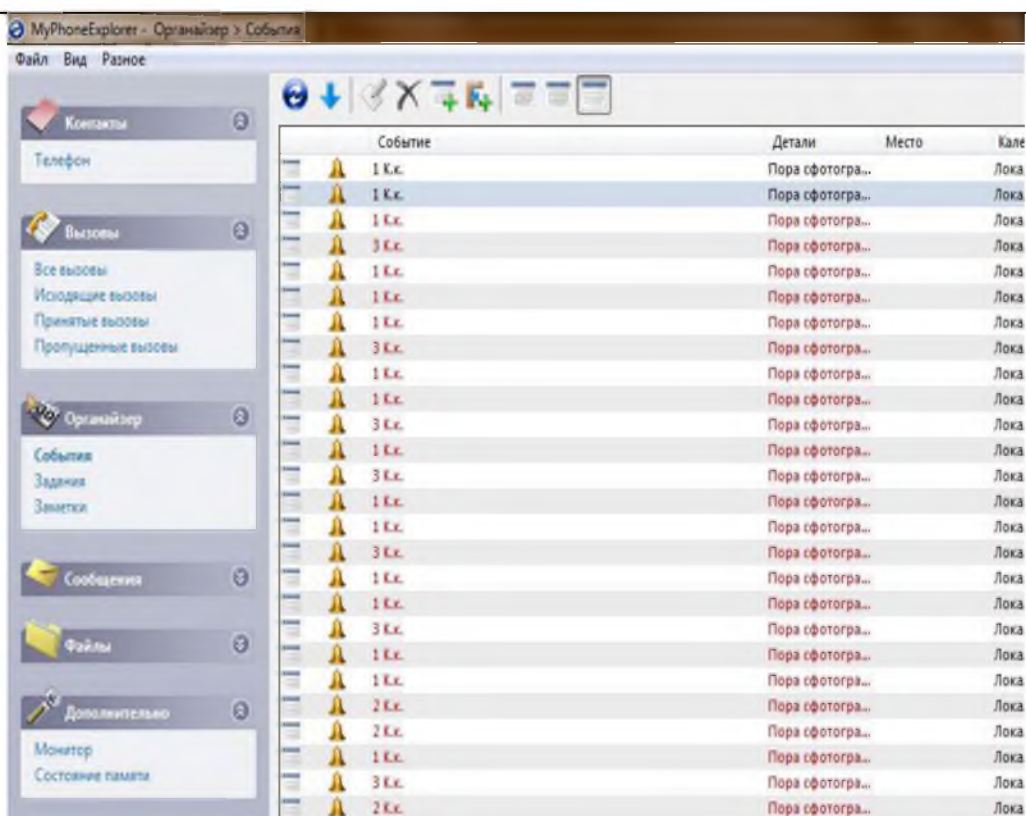 MyPhoneExplorer - Органайзер > События
Файл Вид Разное
Контакты
Телефон
Вызовы
Все вызовы
Исходящие вызовы
Принятые вызовы
Пропущенные вызовы
Органайзер
События
Задания
Заметки
Сообщения
Файлы
Дополнительно
Монитор
Состояние памяти
Событие Детали Место Кале
1 К.к. Пора сфотогра... Лока
1 К.к. Пора сфотогра... Лока
1 К.к. Пора сфотогра... Лока
3 К.к. Пора сфотогра... Лока
1 К.к. Пора сфотогра... Лока
1 К.к. Пора сфотогра... Лока
1 К.к. Пора сфотогра... Лока
3 К.к. Пора сфотогра... Лока
1 К.к. Пора сфотогра... Лока
1 К.к. Пора сфотогра... Лока
3 К.к. Пора сфотогра... Лока
1 К.к. Пора сфотогра... Лока
3 К.к. Пора сфотогра... Лока
1 К.к. Пора сфотогра... Лока
1 К.к. Пора сфотогра... Лока
3 К.к. Пора сфотогра... Лока
1 К.к. Пора сфотогра... Лока
1 К.к. Пора сфотогра... Лока
3 К.к. Пора сфотогра... Лока
1 К.к. Пора сфотогра... Лока
1 К.к. Пора сфотогра... Лока
2 К.к. Пора сфотогра... Лока
2 К.к. Пора сфотогра... Лока
1 К.к. Пора сфотогра... Лока
3 К.к. Пора сфотогра... Лока
2 К.к. Пора сфотогра... Лока